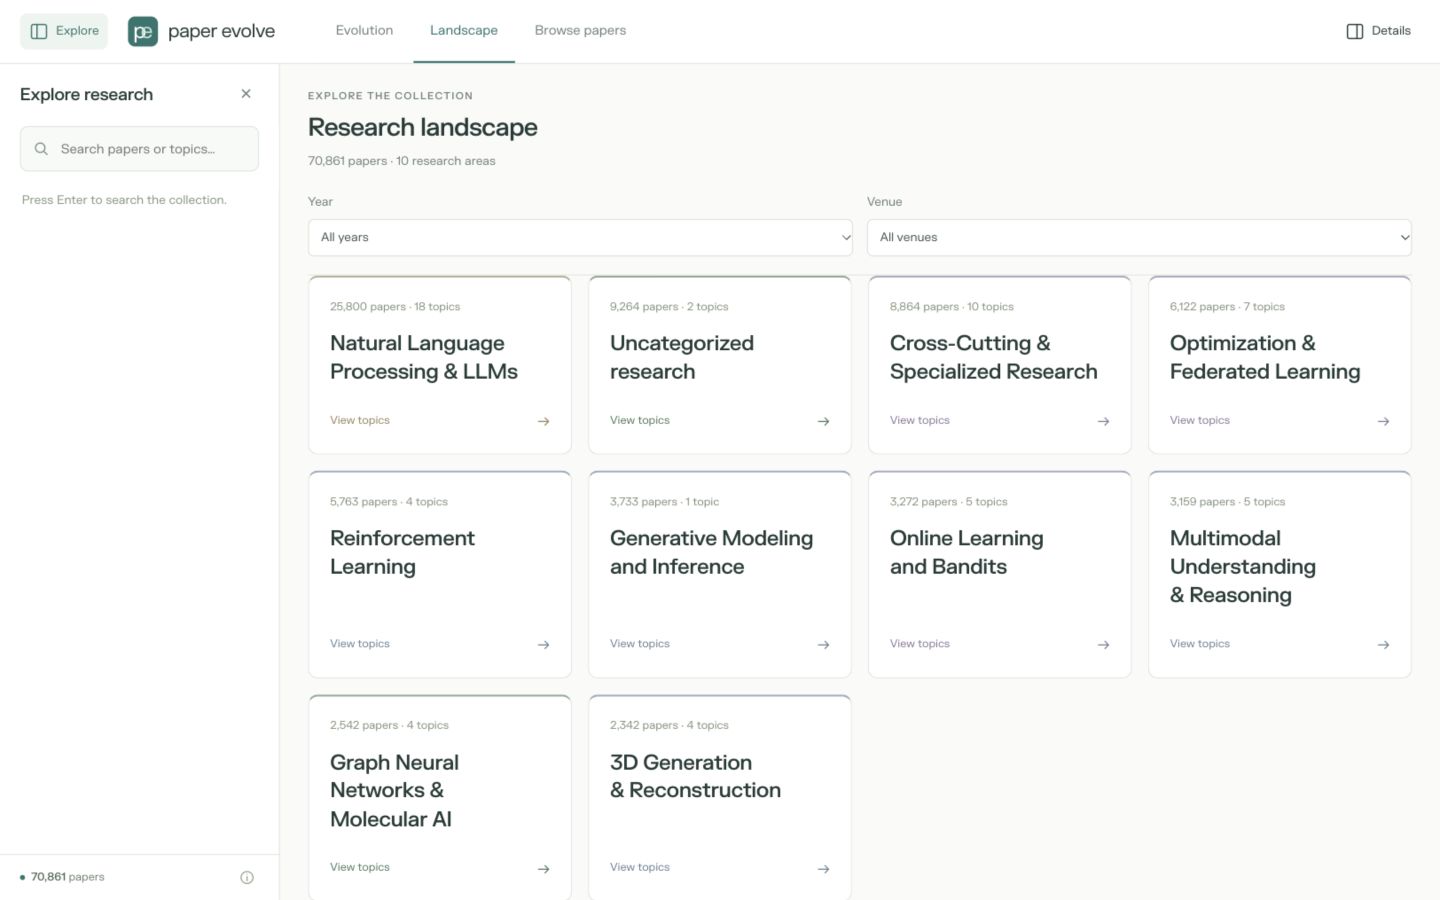 Explore
pe
paper evolve
Evolution
Landscape
Browse papers
Details
Explore research
Search papers or topics...
Press Enter to search the collection.
70,861 papers
EXPLORE THE COLLECTION
Research landscape
70,861 papers · 10 research areas
Year
Venue
All years
All venues
25,800 papers · 18 topics
Natural Language
Processing & LLMs
View topics
9,264 papers · 2 topics
Uncategorized
research
View topics
8,864 papers · 10 topics
Cross-Cutting &
Specialized Research
View topics
6,122 papers · 7 topics
Optimization &
Federated Learning
View topics
5,763 papers · 4 topics
Reinforcement
Learning
View topics
3,733 papers · 1 topic
Generative Modeling
and Inference
View topics
3,272 papers · 5 topics
Online Learning
and Bandits
View topics
3,159 papers · 5 topics
Multimodal
Understanding
& Reasoning
View topics
2,542 papers · 4 topics
Graph Neural
Networks &
Molecular AI
View topics
2,342 papers · 4 topics
3D Generation
& Reconstruction
View topics